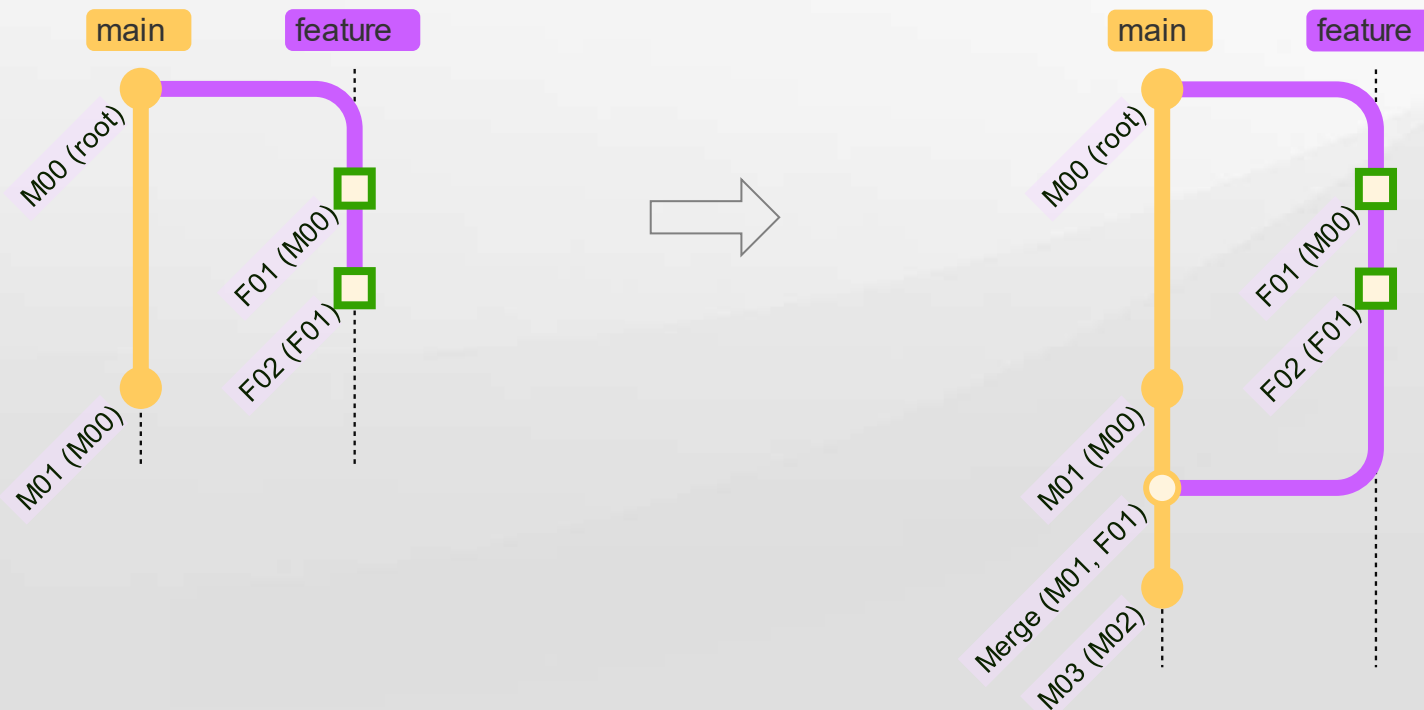 main
feature
M00 (root)
F01 (M00)
F02 (F01)
M01 (M00)
main
feature
M00 (root)
F01 (M00)
F02 (F01)
M01 (M00)
Merge (M01, F01)
M03 (M02)